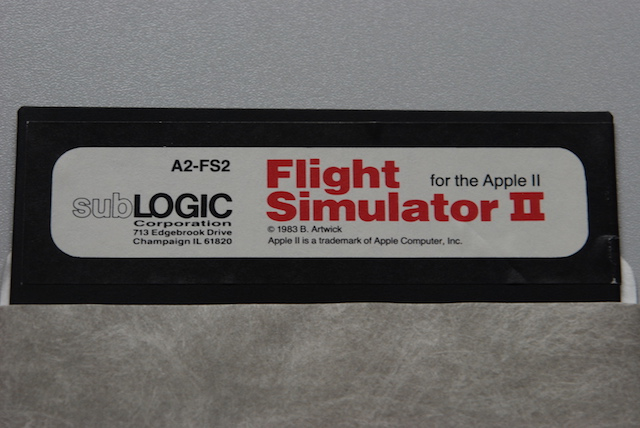 A2-FS2
subLOGIC
Corporation
713 Edgebrook Drive
Champaign IL 61820
Flight
Simulator II
for the Apple II
© 1983 B. Artwick
Apple II is a trademark of Apple Computer, Inc.